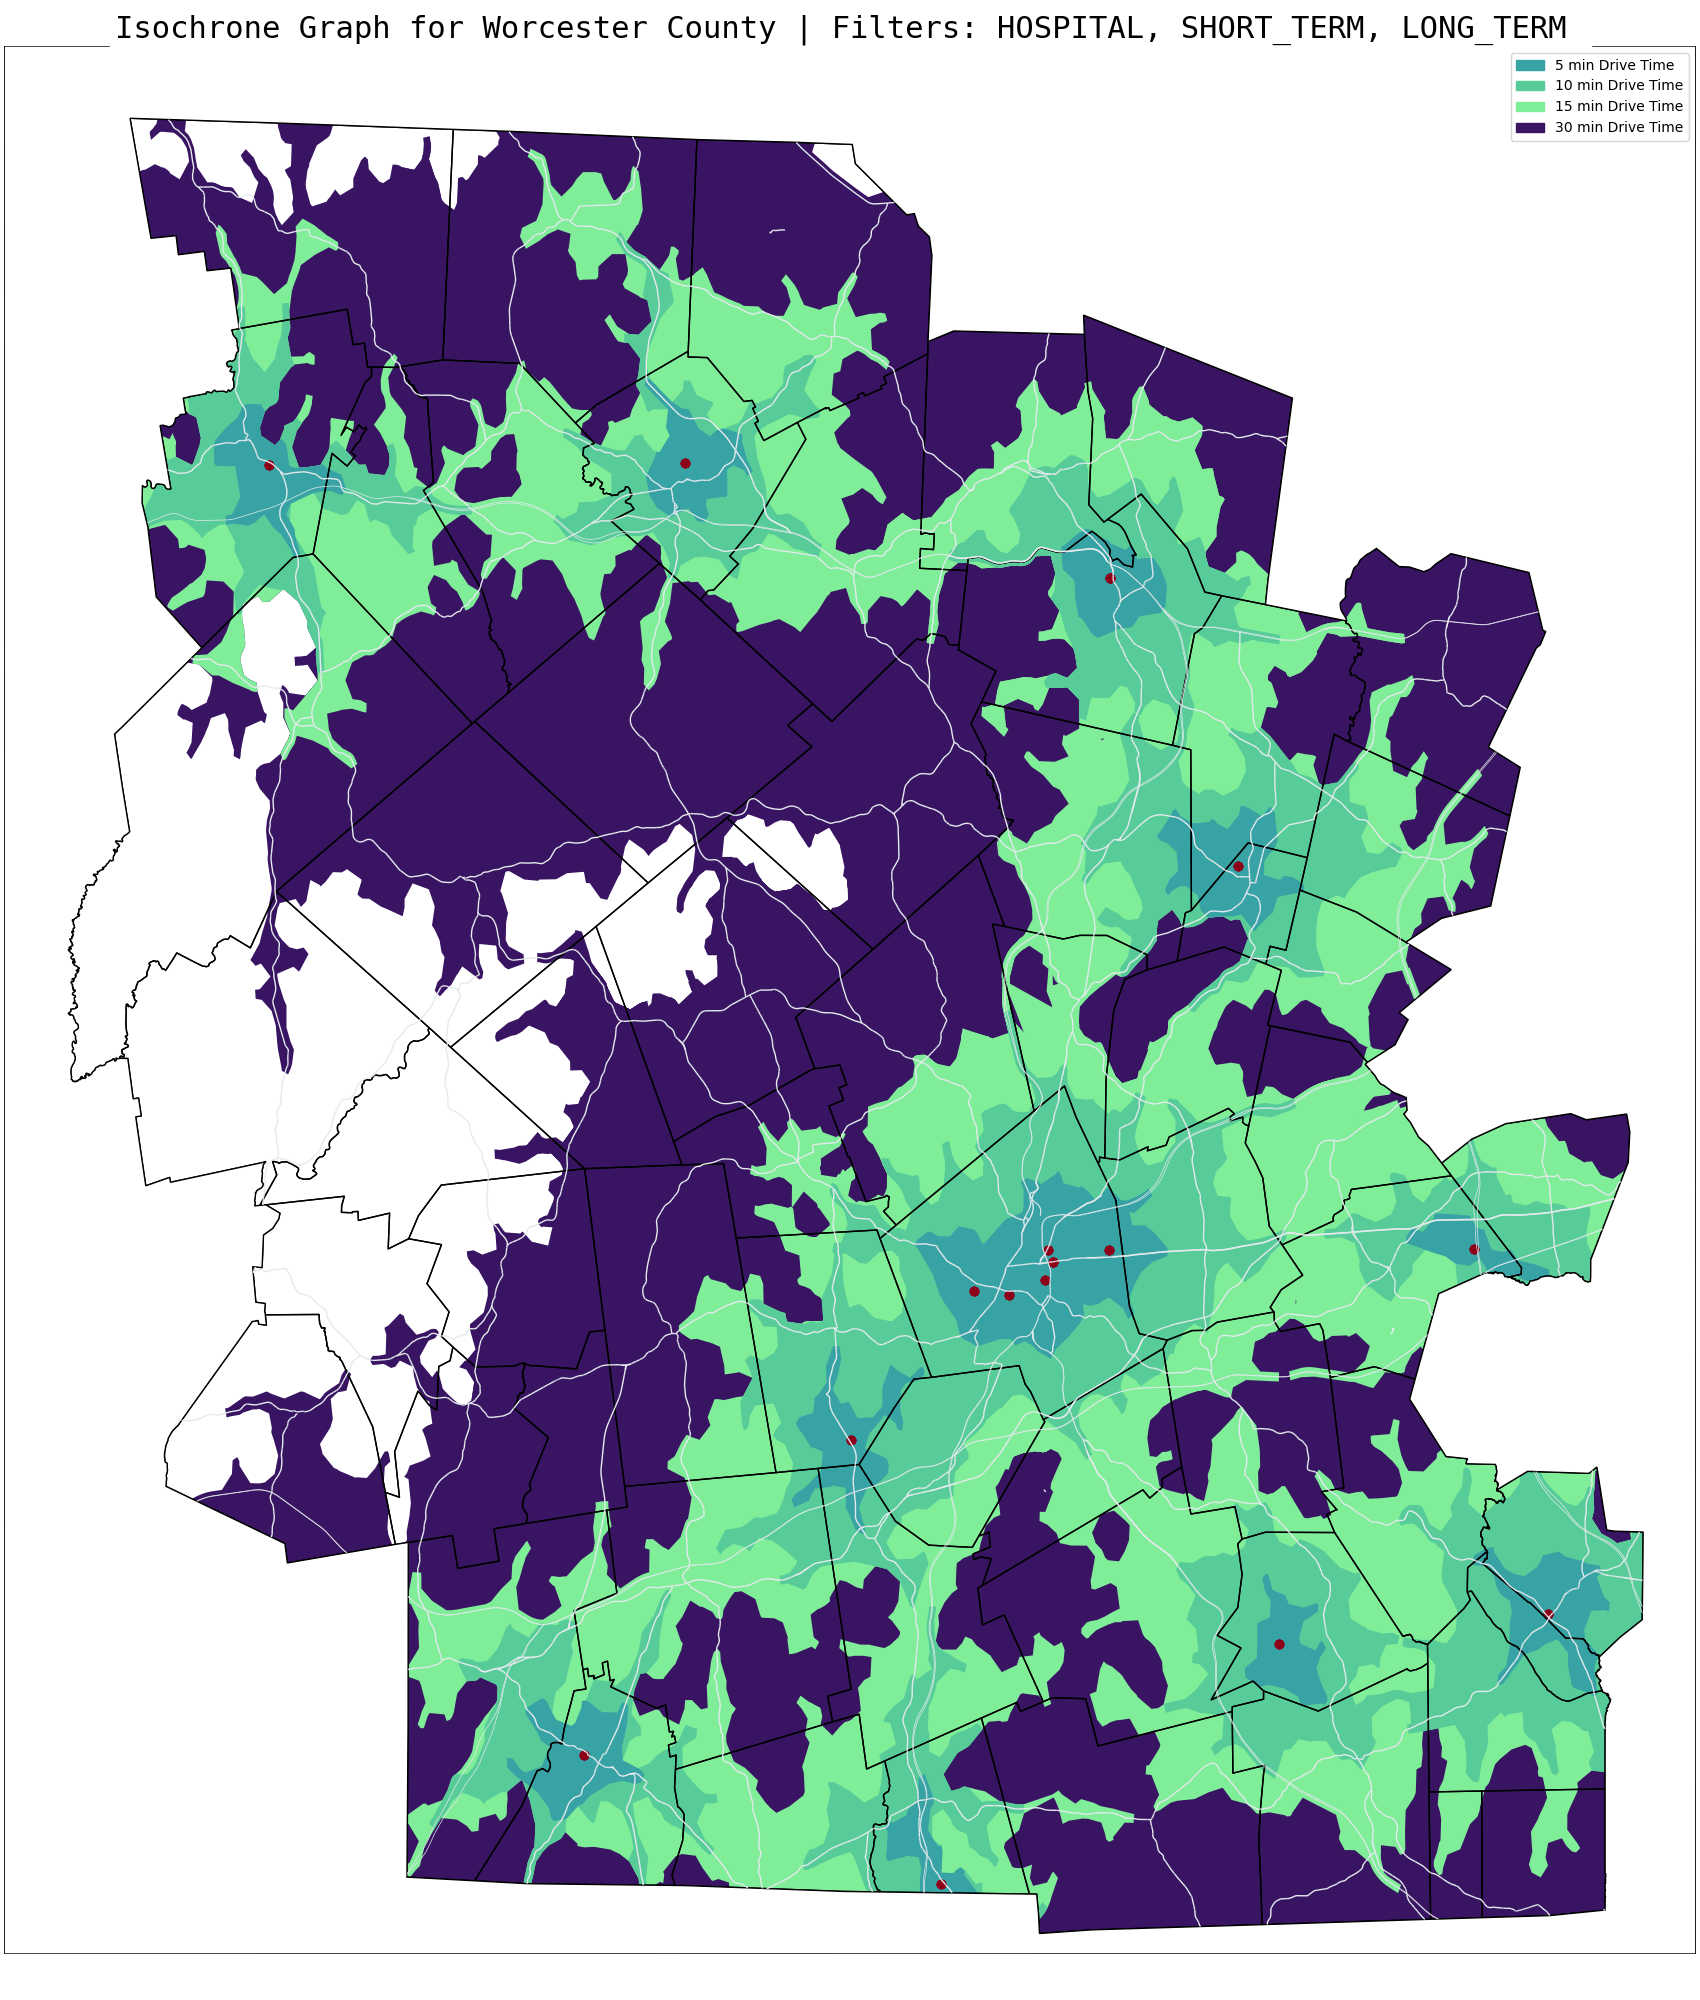 Isochrone Graph for Worcester County | Filters: HOSPITAL, SHORT_TERM, LONG_TERM
5 min Drive Time
10 min Drive Time
15 min Drive Time
30 min Drive Time